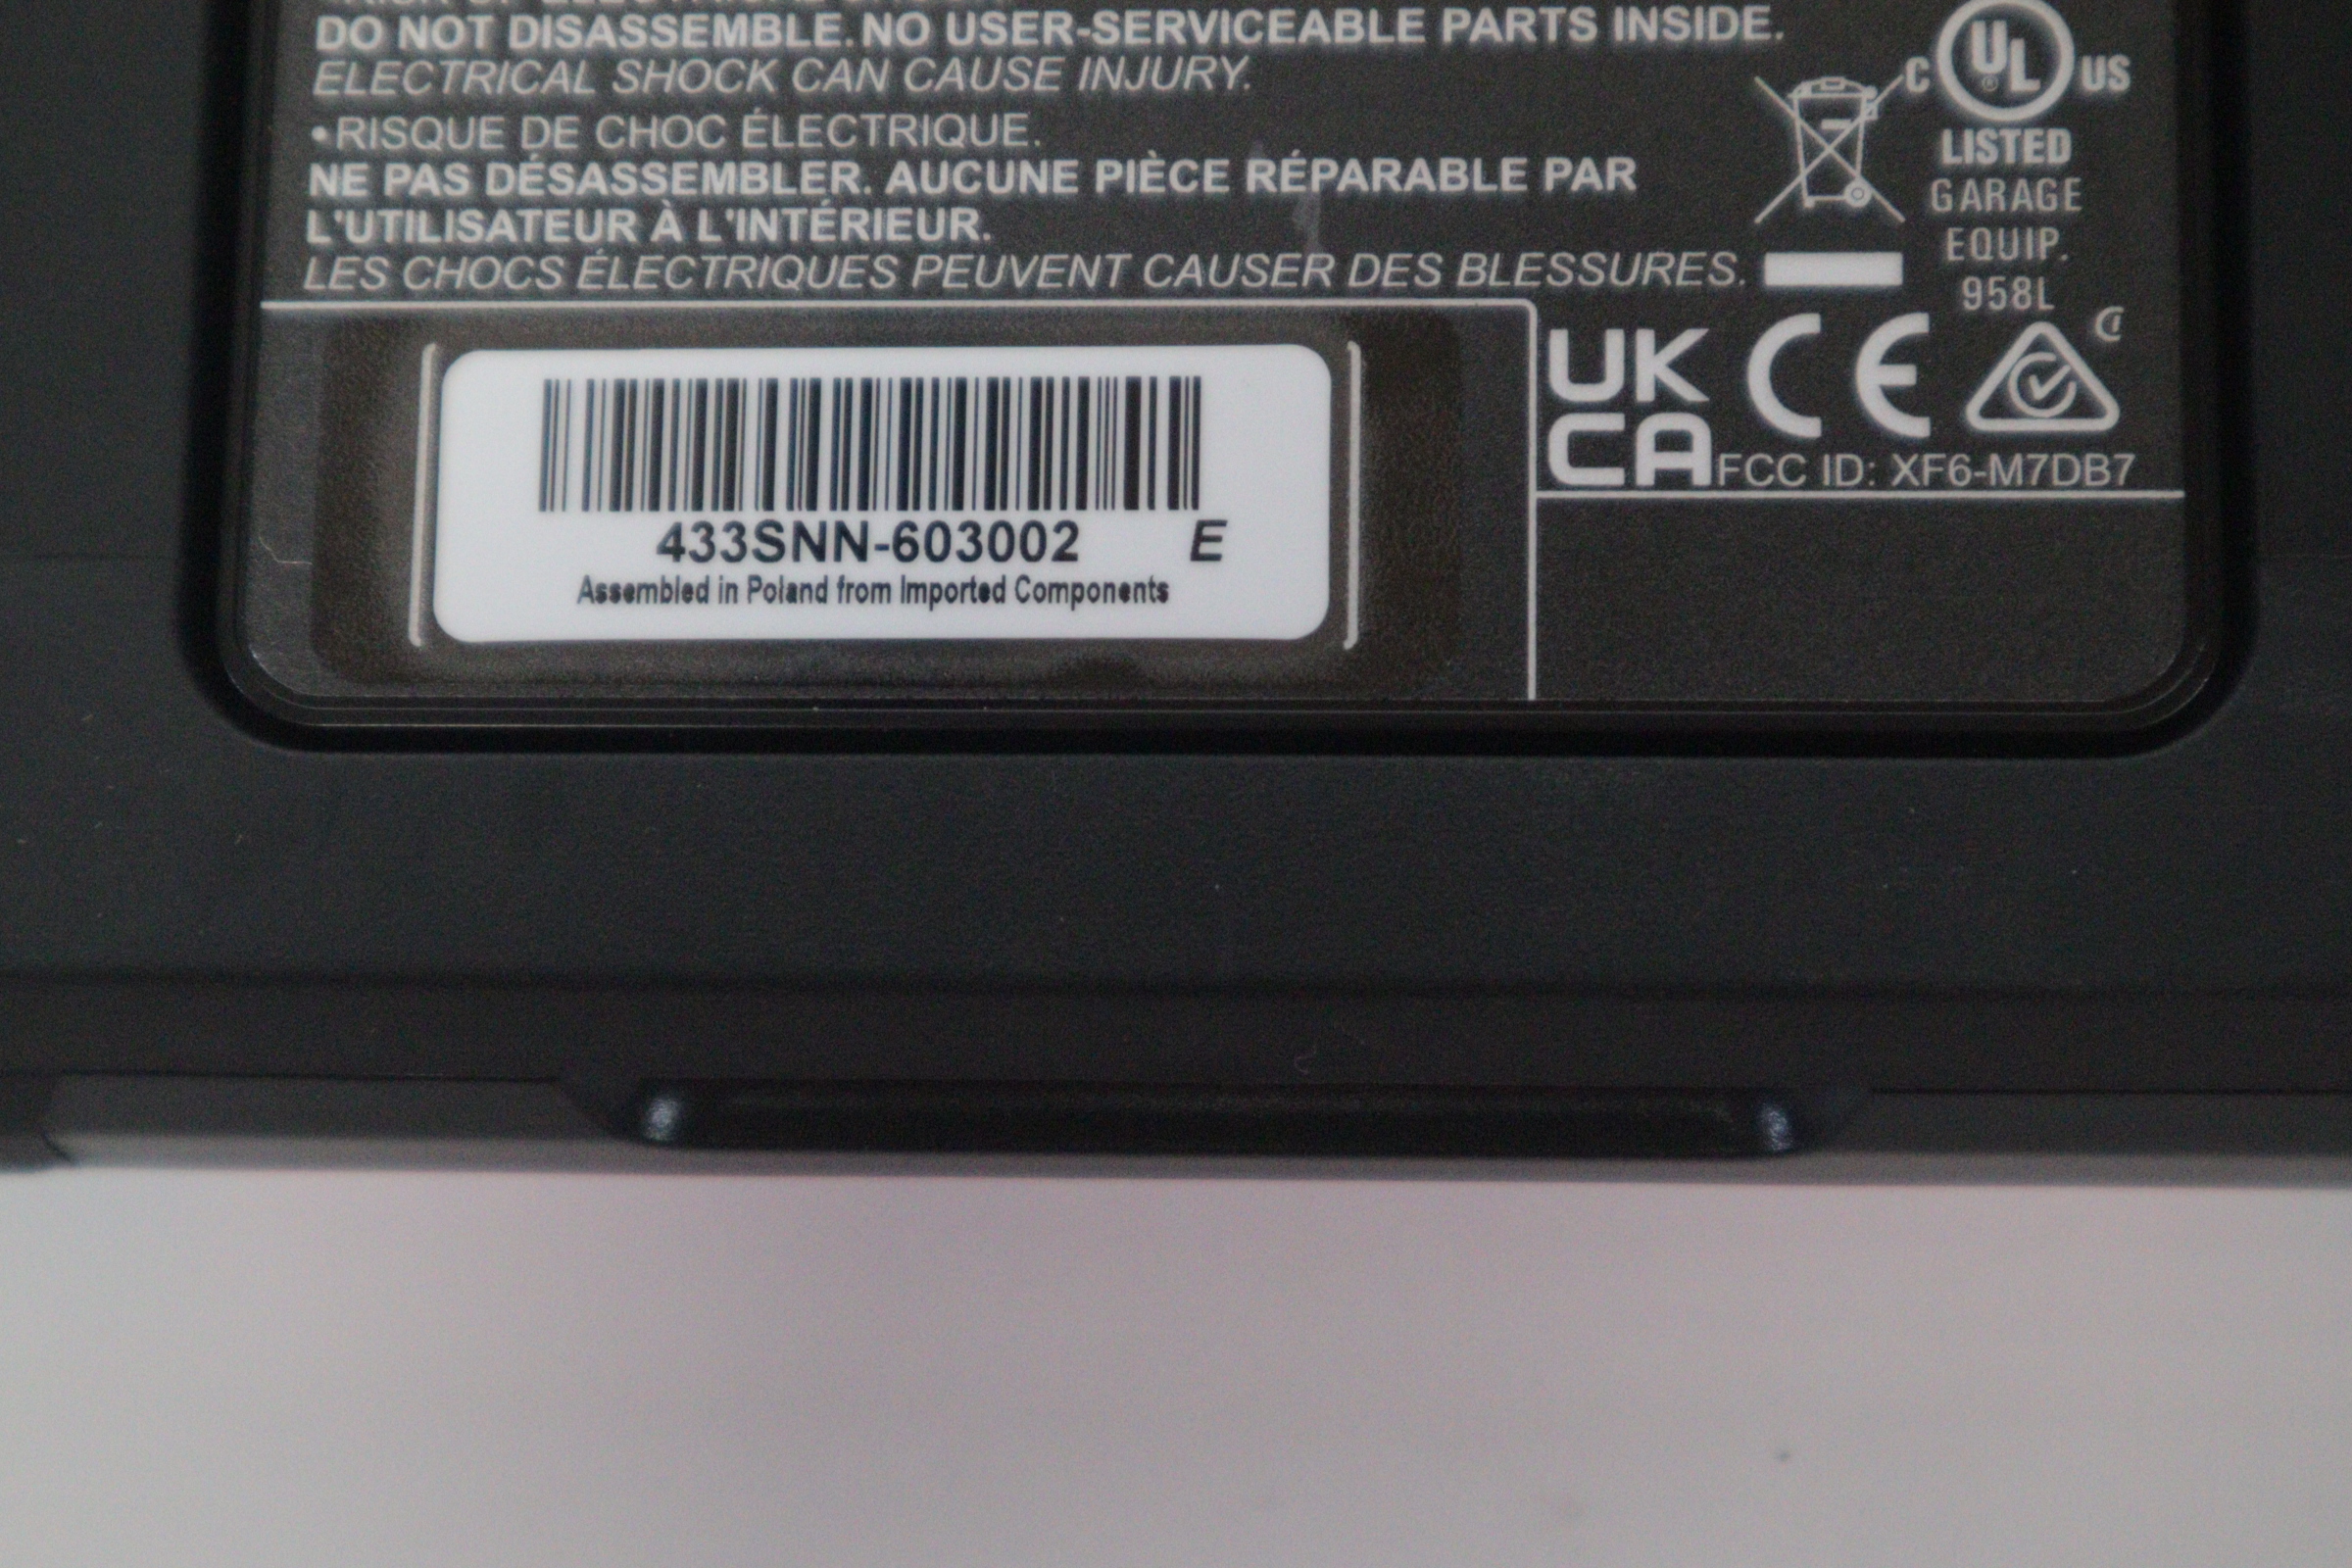 DO NOT DISASSEMBLE. NO USER-SERVICEABLE PARTS INSIDE.
ELECTRICAL SHOCK CAN CAUSE INJURY.
•RISQUE DE CHOC ÉLECTRIQUE.
NE PAS DÉSASSEMBLER. AUCUNE PIÈCE RÉPARABLE PAR
L'UTILISATEUR À L'INTÉRIEUR.
LES CHOCS ÉLECTRIQUES PEUVENT CAUSER DES BLESSURES.
C UL® US
LISTED
GARAGE
EQUIP.
958L
UK
CA
CE
FCC ID: XF6-M7DB7
433SNN-603002 E
Assembled in Poland from Imported Components